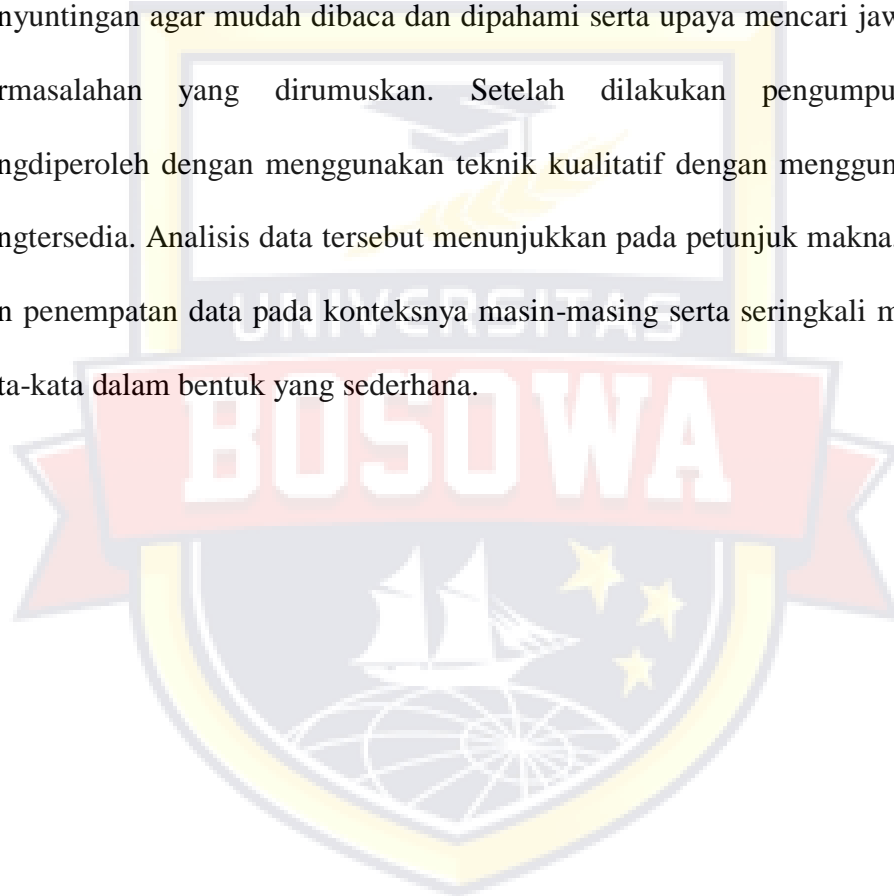 nyuntingan agar mudah dibaca dan dipahami serta upaya mencari jaw
rmasalahan yang dirumuskan. Setelah dilakukan pengumpu
ngdiperoleh dengan menggunakan teknik kualitatif dengan menggun
ngtersedia. Analisis data tersebut menunjukkan pada petunjuk makna
n penempatan data pada konteksnya masin-masing serta seringkali m
ta-kata dalam bentuk yang sederhana.
UNIVERSITAS
BOSOWA